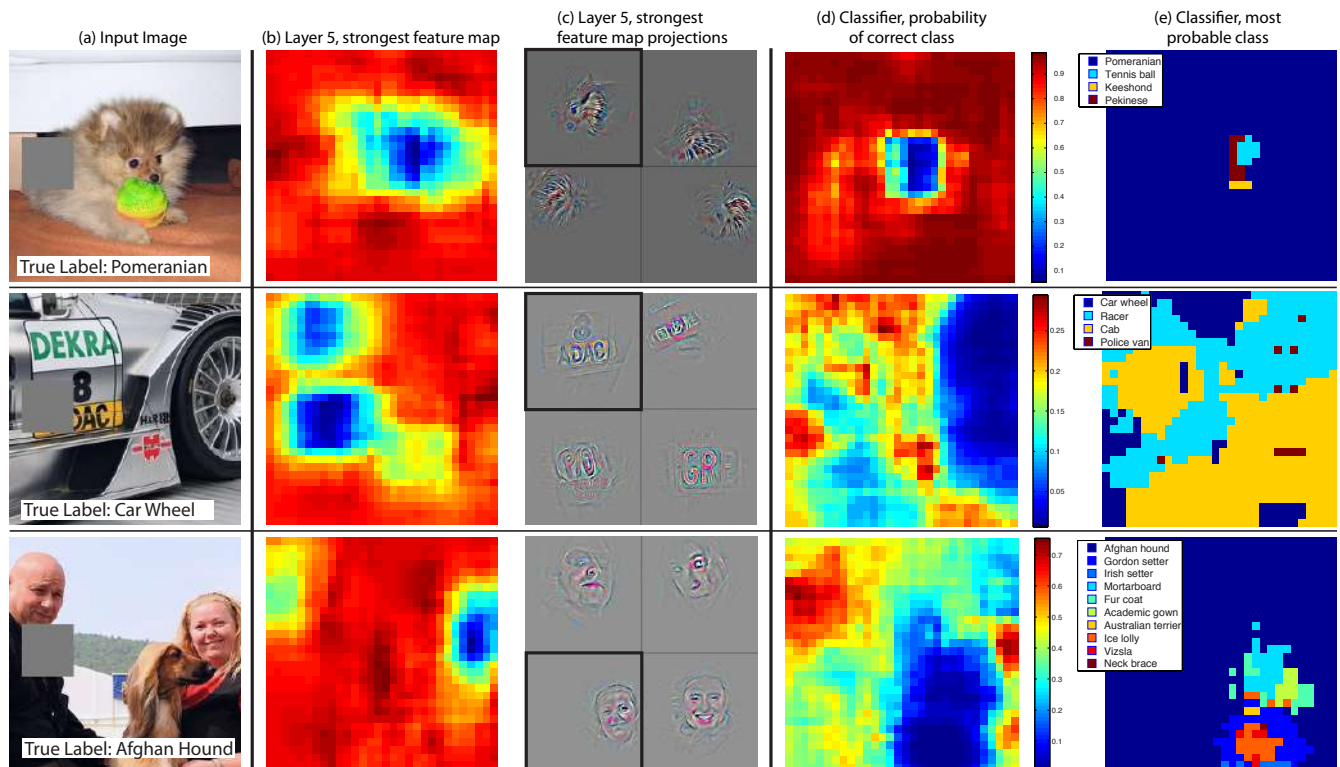 (a) Input Image
(b) Layer 5, strongest feature map
(c) Layer 5, strongest
feature map projections
(d) Classifier, probability
of correct class
(e) Classifier, most
probable class
True Label: Pomeranian
0.9
0.8
0.7
0.6
0.5
0.4
0.3
0.2
0.1
Pomeranian
Tennis ball
Keeshond
Pekinese
DEKRA
8
DAC
True Label: Car Wheel
ADAC
GR
0.25
0.2
0.15
0.1
0.05
Car wheel
Racer
Cab
Police van
True Label: Afghan Hound
0.7
0.6
0.5
0.4
0.3
0.2
0.1
Afghan hound
Gordon setter
Irish setter
Mortarboard
Fur coat
Academic gown
Australian terrier
Ice lolly
Vizsla
Neck brace